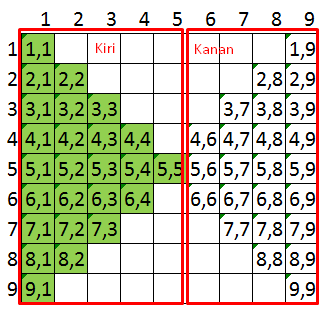 1 2 3 4 5 6 7 8 9
1 1,1 Kiri Kanan 1,9
2 2,1 2,2 2,8 2,9
3 3,1 3,2 3,3 3,7 3,8 3,9
4 4,1 4,2 4,3 4,4 4,6 4,7 4,8 4,9
5 5,1 5,2 5,3 5,4 5,5 5,6 5,7 5,8 5,9
6 6,1 6,2 6,3 6,4 6,6 6,7 6,8 6,9
7 7,1 7,2 7,3 7,7 7,8 7,9
8 8,1 8,2 8,8 8,9
9 9,1 9,9